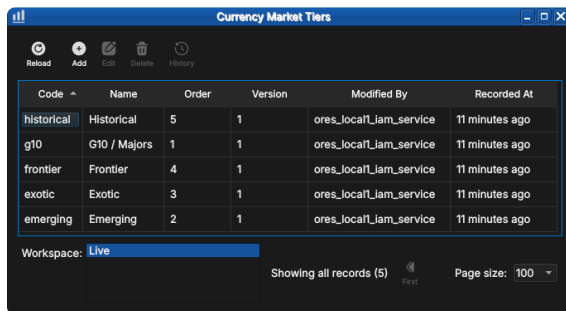 Currency Market Tiers
Reload Add Edit Delete History
Code Name Order Version Modified By Recorded At
historical Historical 5 1 ores_local1_iam_service 11 minutes ago
g10 G10 / Majors 1 1 ores_local1_iam_service 11 minutes ago
frontier Frontier 4 1 ores_local1_iam_service 11 minutes ago
exotic Exotic 3 1 ores_local1_iam_service 11 minutes ago
emerging Emerging 2 1 ores_local1_iam_service 11 minutes ago
Workspace: Live
Showing all records (5) First Page size: 100